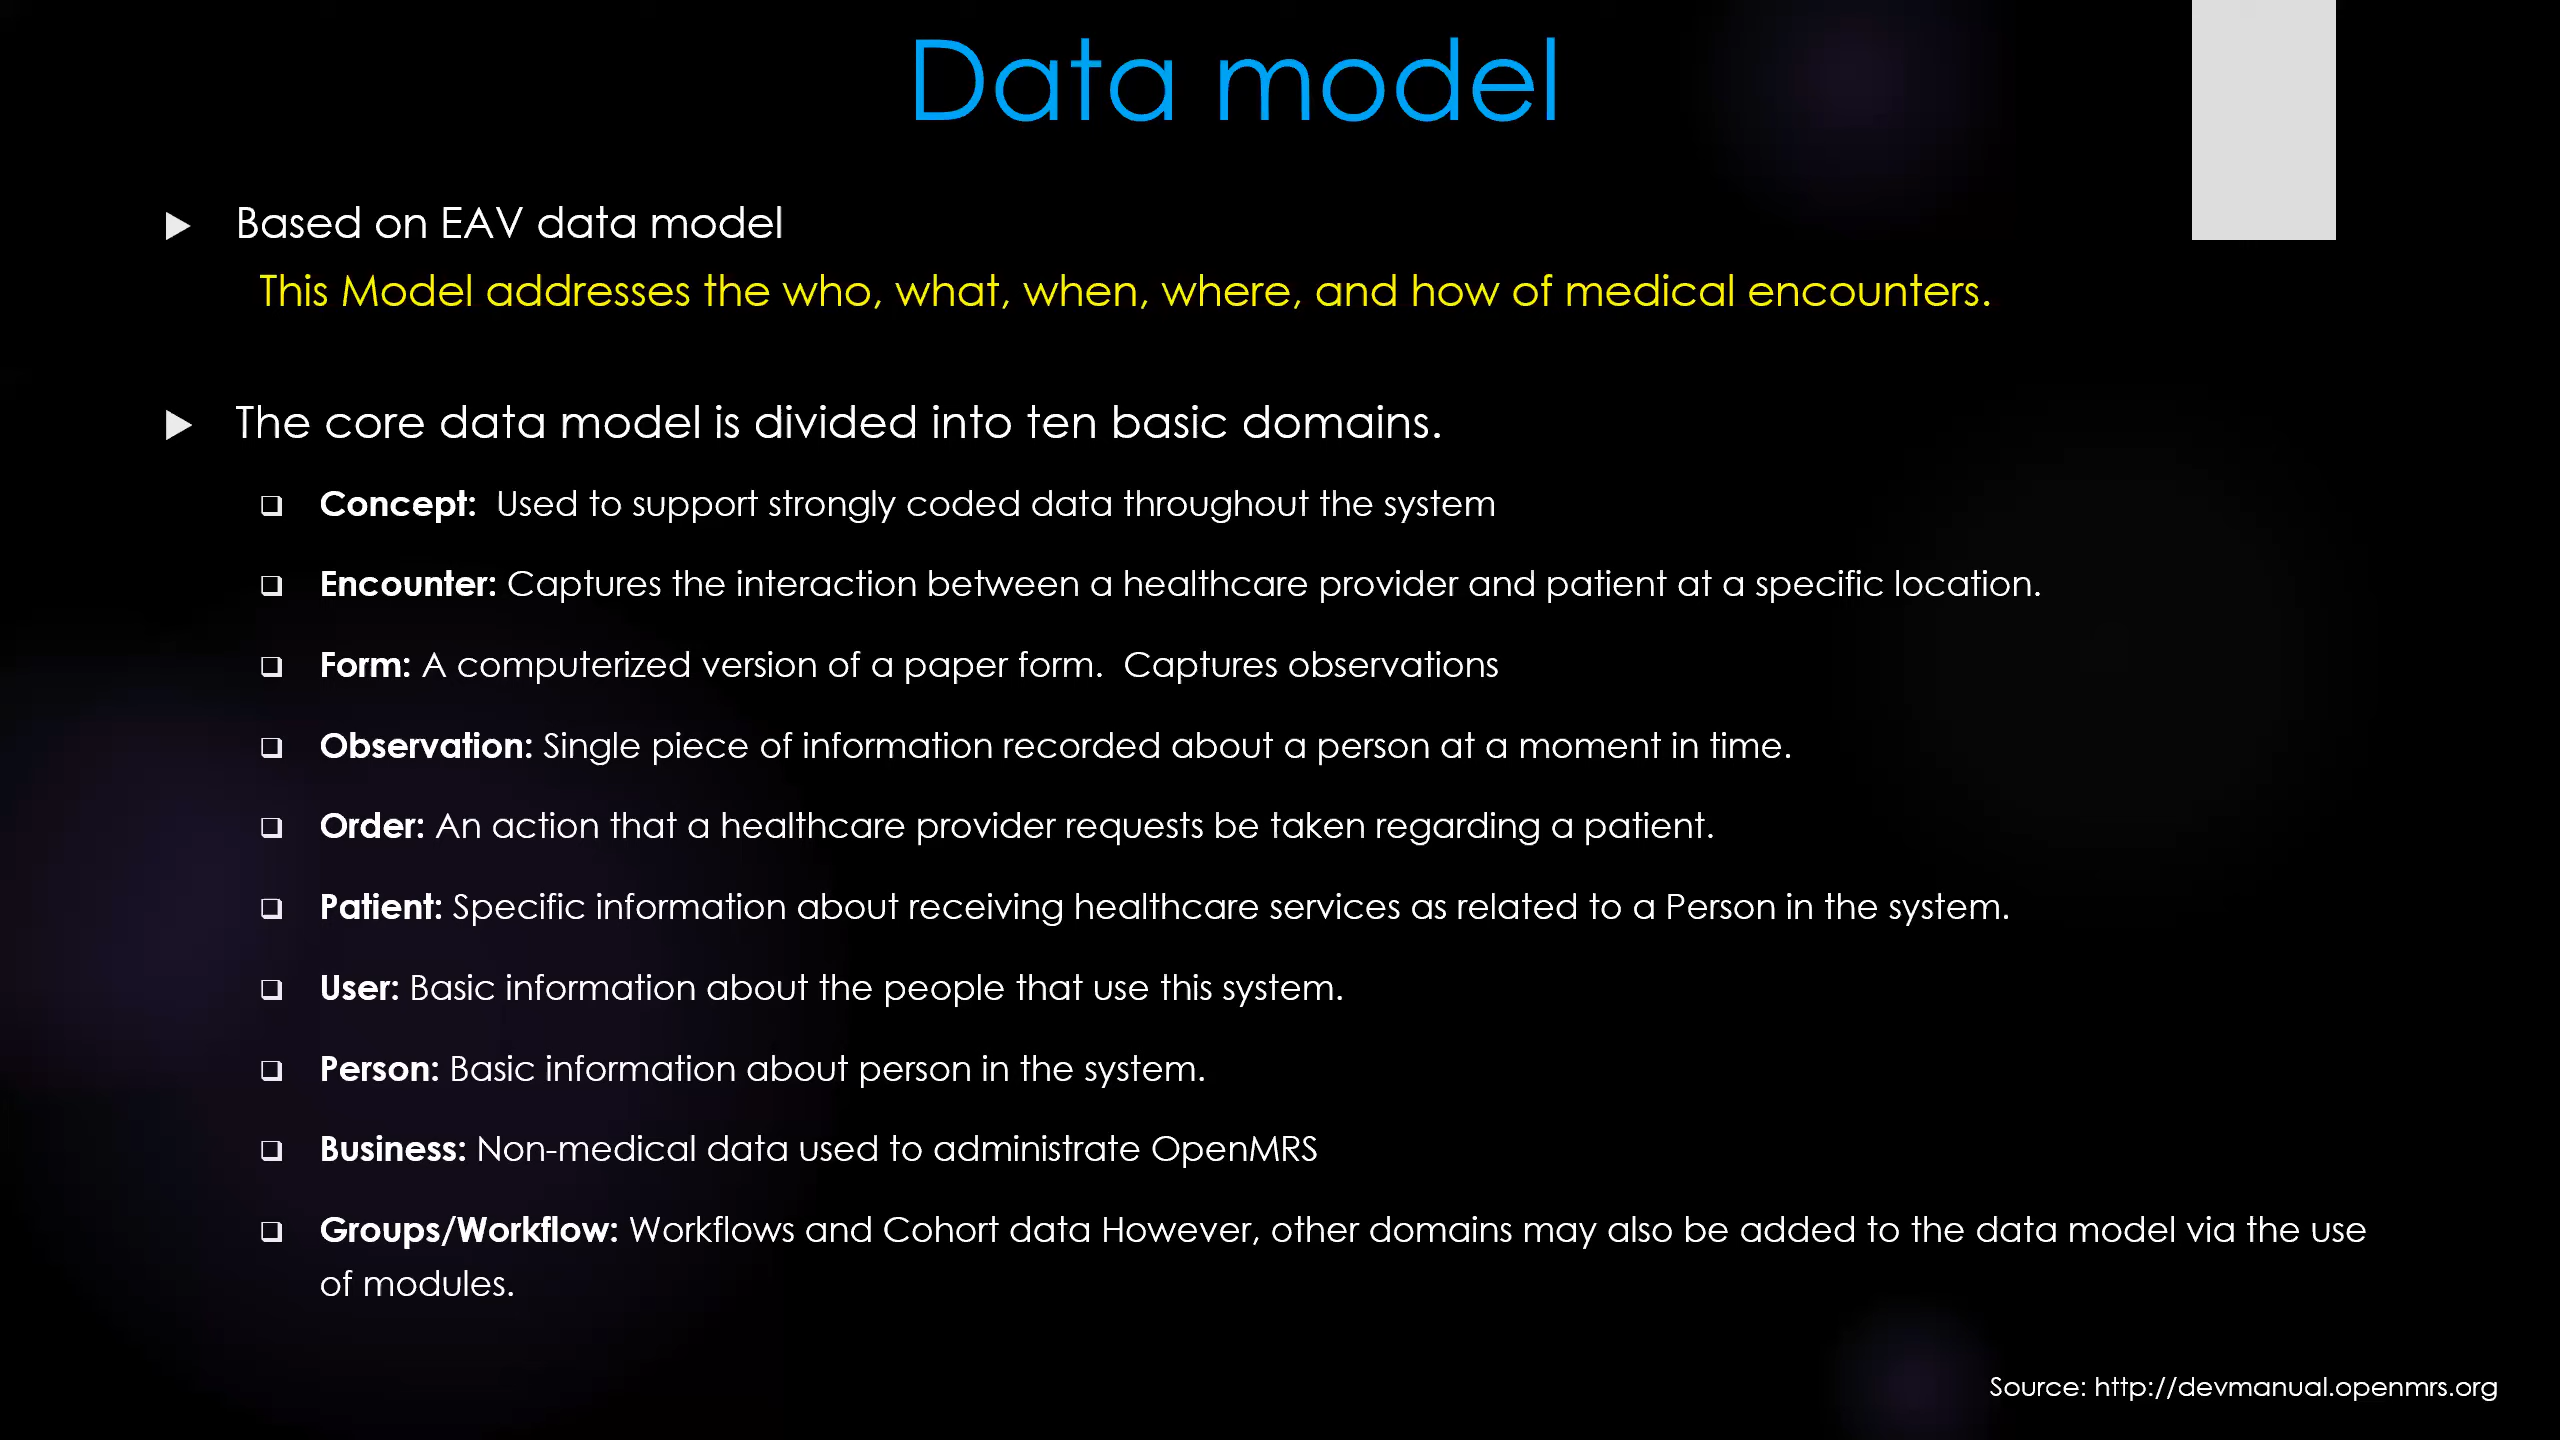 Data model
Based on EAV data model
This Model addresses the who, what, when, where, and how of medical encounters.
The core data model is divided into ten basic domains.
Concept:  Used to support strongly coded data throughout the system
Encounter: Captures the interaction between a healthcare provider and patient at a specific location.
Form: A computerized version of a paper form.  Captures observations
Observation: Single piece of information recorded about a person at a moment in time.
Order: An action that a healthcare provider requests be taken regarding a patient.
Patient: Specific information about receiving healthcare services as related to a Person in the system.
User: Basic information about the people that use this system.
Person: Basic information about person in the system.
Business: Non-medical data used to administrate OpenMRS
Groups/Workflow: Workflows and Cohort data However, other domains may also be added to the data model via the use
of modules.
Source: http://devmanual.openmrs.org